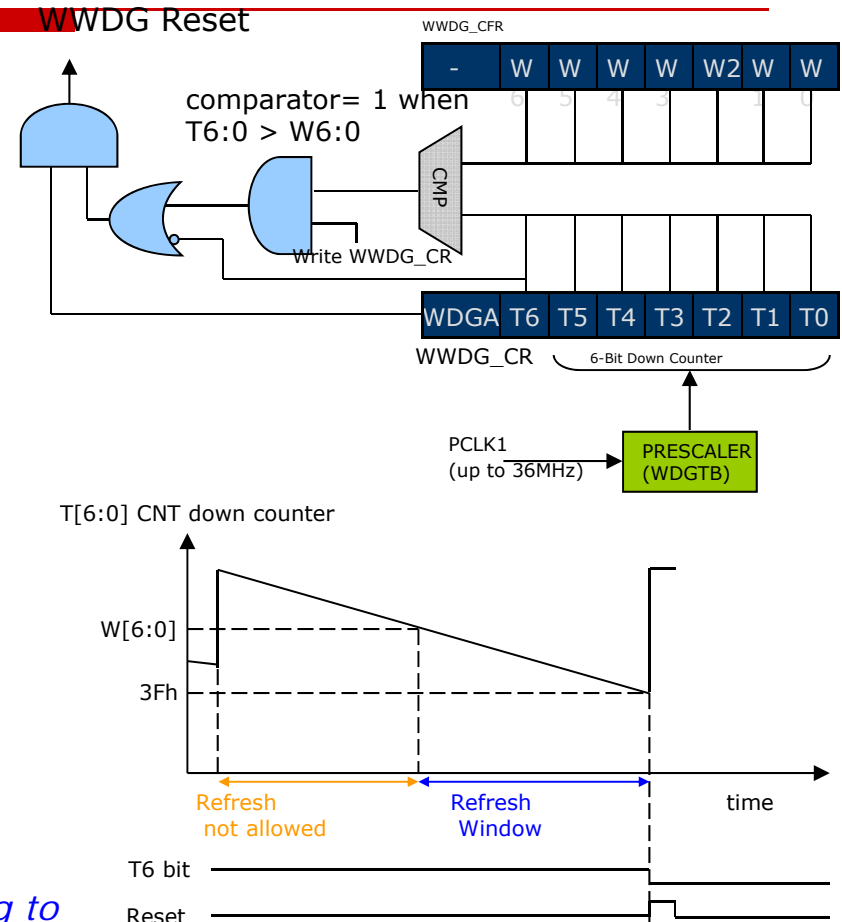 WWDG Reset
WWDG_CFR
- W W W W W2 W W
6 5 4 3 1 0
comparator= 1 when
T6:0 > W6:0
CMP
Write WWDG_CR
WDGA T6 T5 T4 T3 T2 T1 T0
WWDG_CR
6-Bit Down Counter
PCLK1
(up to 36MHz)
PRESCALER
(WDGTB)
T[6:0] CNT down counter
W[6:0]
3Fh
Refresh
not allowed
Refresh
Window
time
T6 bit
g to
Reset